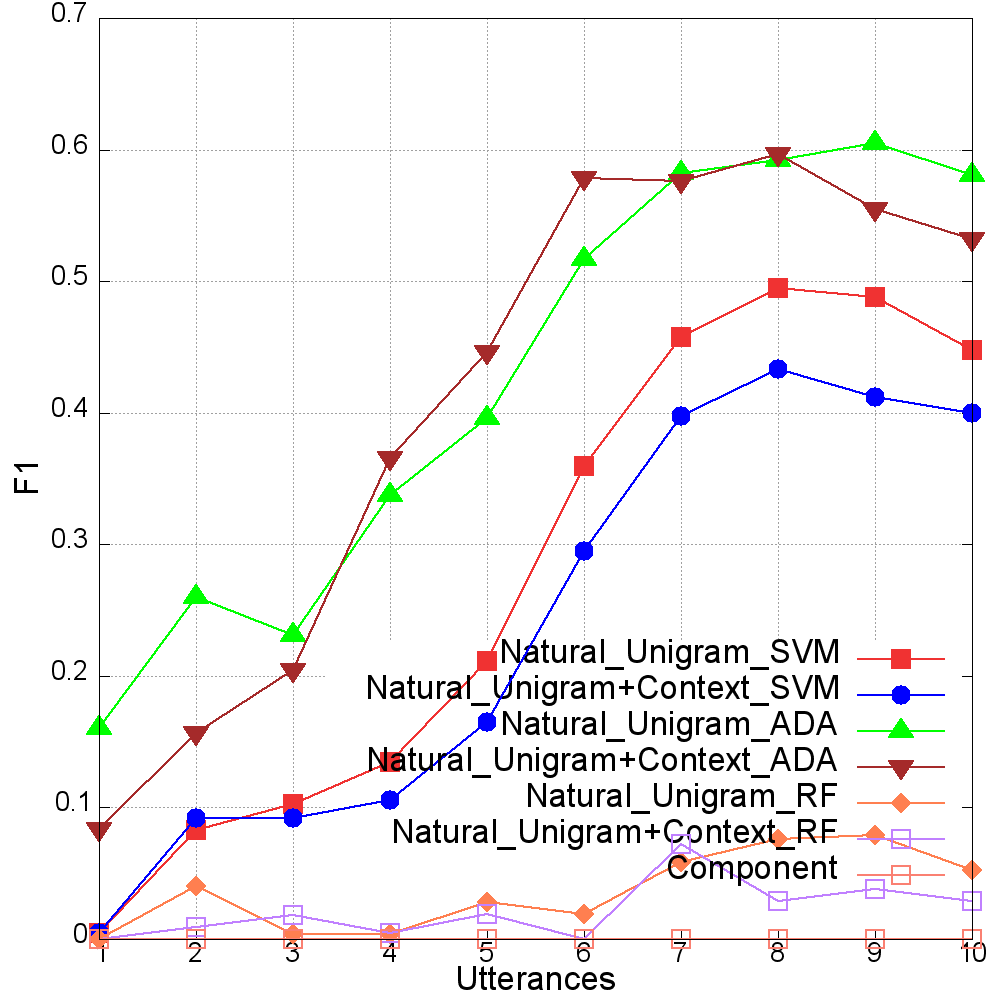 0.7
0.6
0.5
0.4
0.3
0.2
0.1
0
F1
Natural_Unigram_SVM
Natural_Unigram+Context_SVM
Natural_Unigram_ADA
Natural_Unigram+Context_ADA
Natural_Unigram_RF
Natural_Unigram+Context_RF
Component
1 2 3 4 5 6 7 8 9 10
Utterances